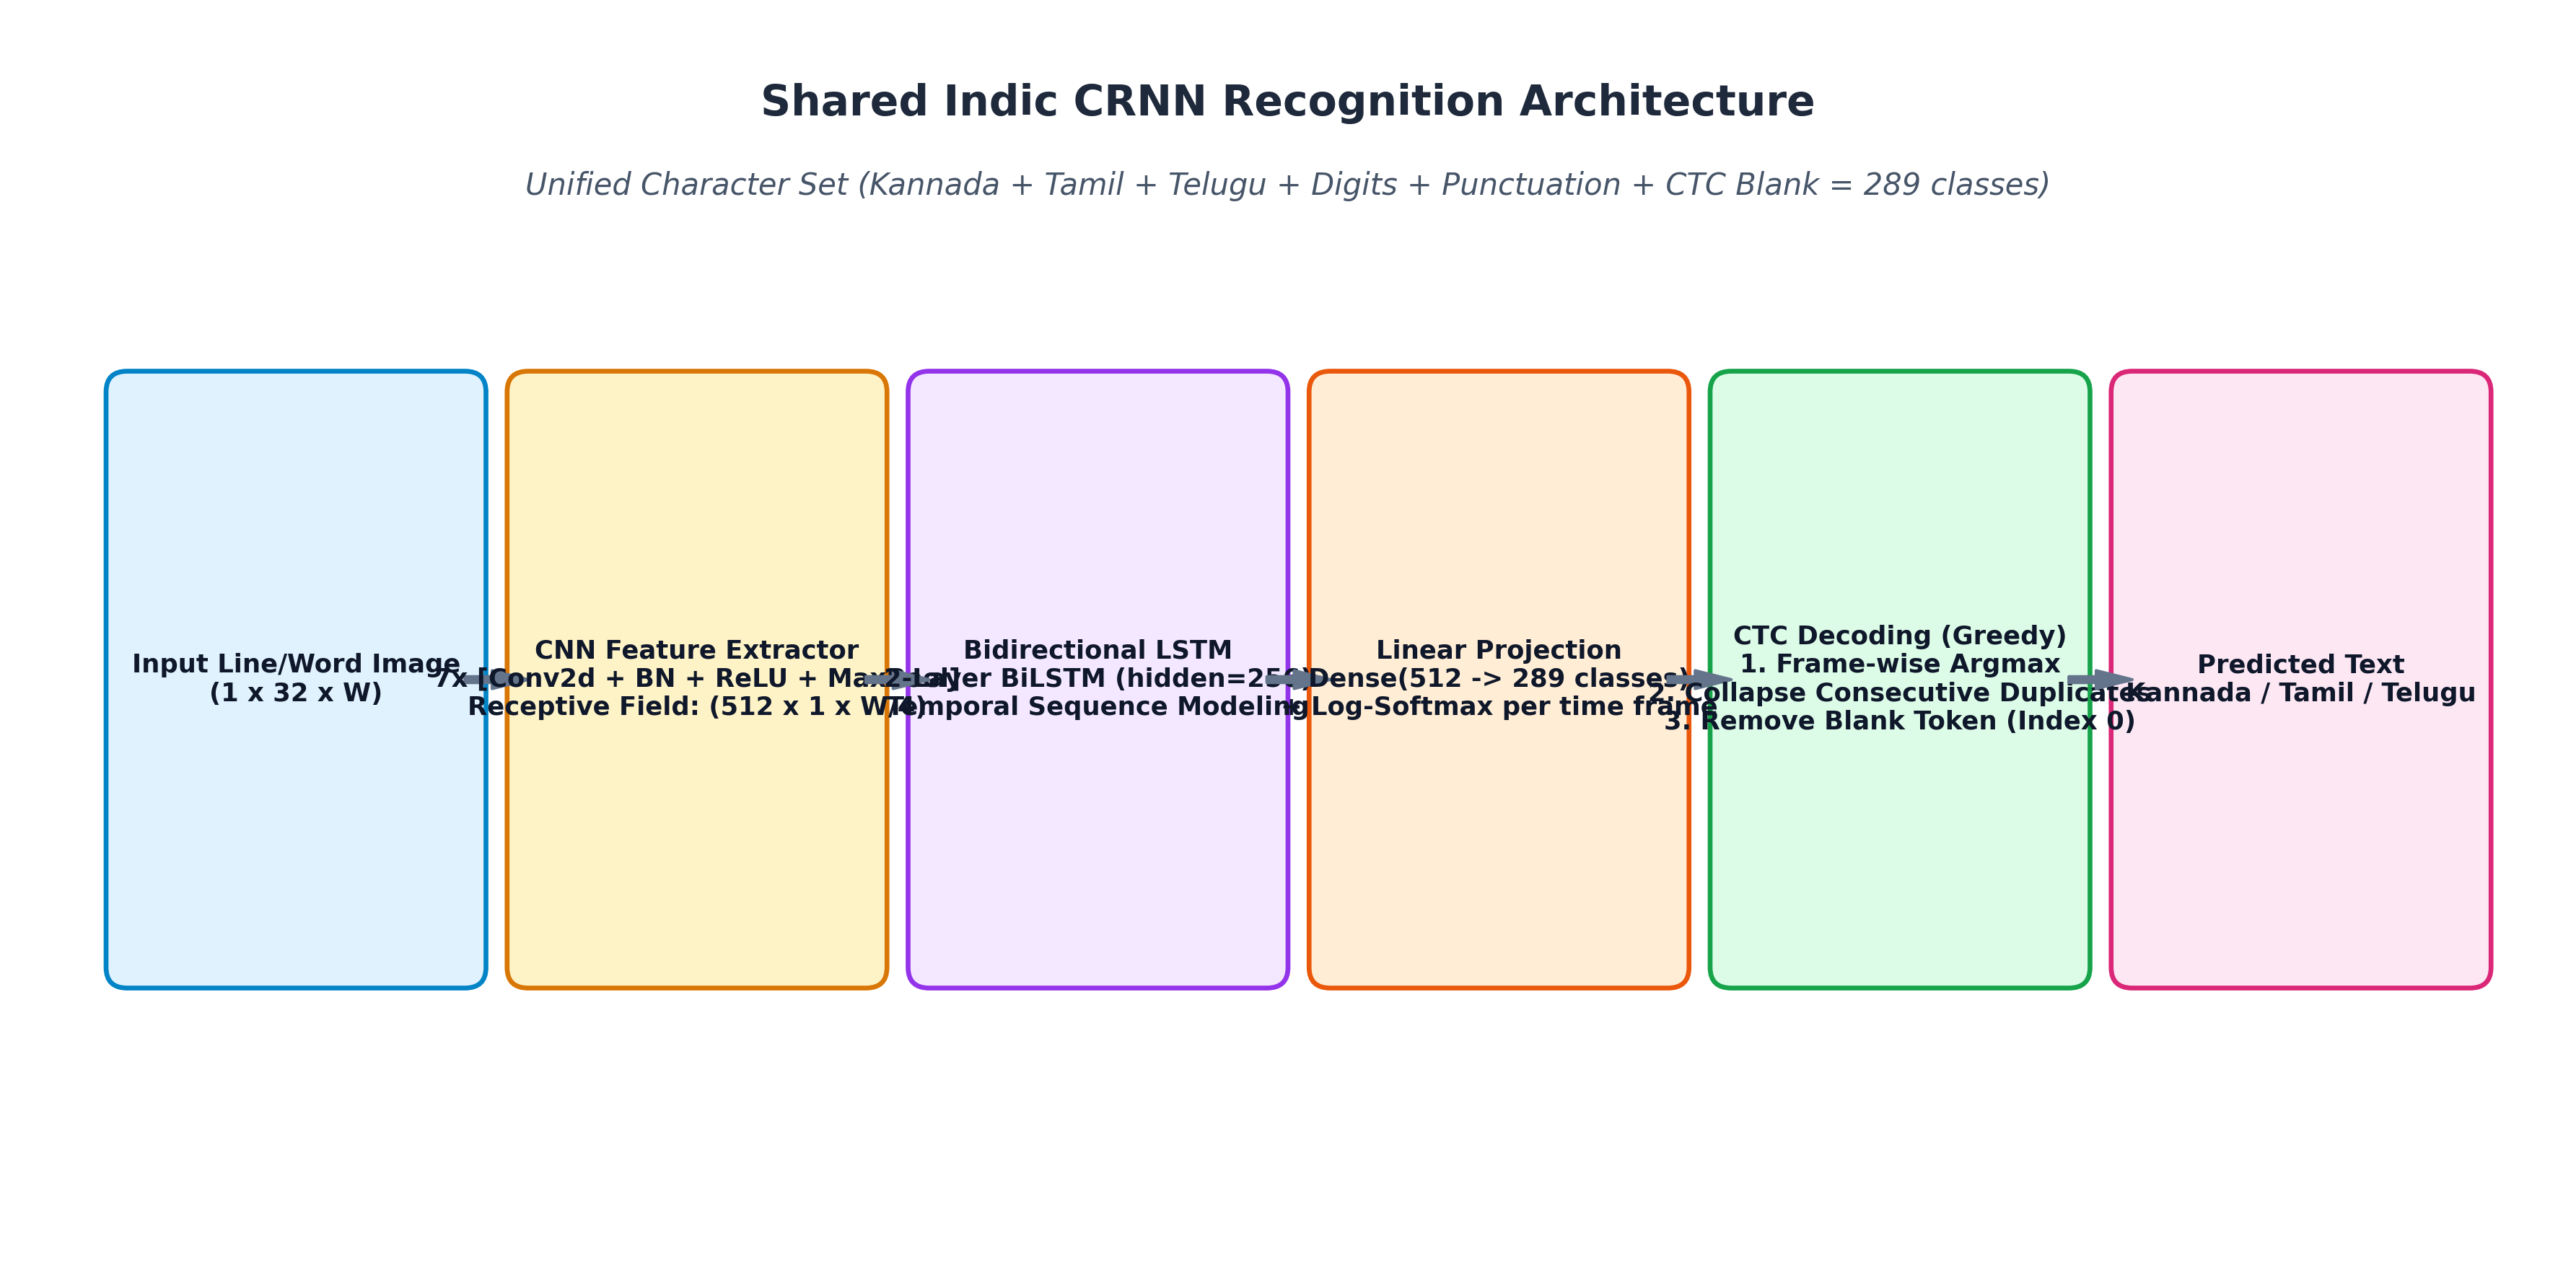 Shared Indic CRNN Recognition Architecture
Unified Character Set (Kannada + Tamil + Telugu + Digits + Punctuation + CTC Blank = 289 classes)
Input Line/Word Image
(1 x 32 x W)
CNN Feature Extractor
7x [Conv2d + BN + ReLU + MaxPool]
Receptive Field: (512 x 1 x W/4)
Bidirectional LSTM
2-Layer BiLSTM (hidden=256)
Temporal Sequence Modeling
Linear Projection
Dense(512 -> 289 classes)
+ Log-Softmax per time frame
CTC Decoding (Greedy)
1. Frame-wise Argmax
2. Collapse Consecutive Duplicates
3. Remove Blank Token (Index 0)
Predicted Text
Kannada / Tamil / Telugu